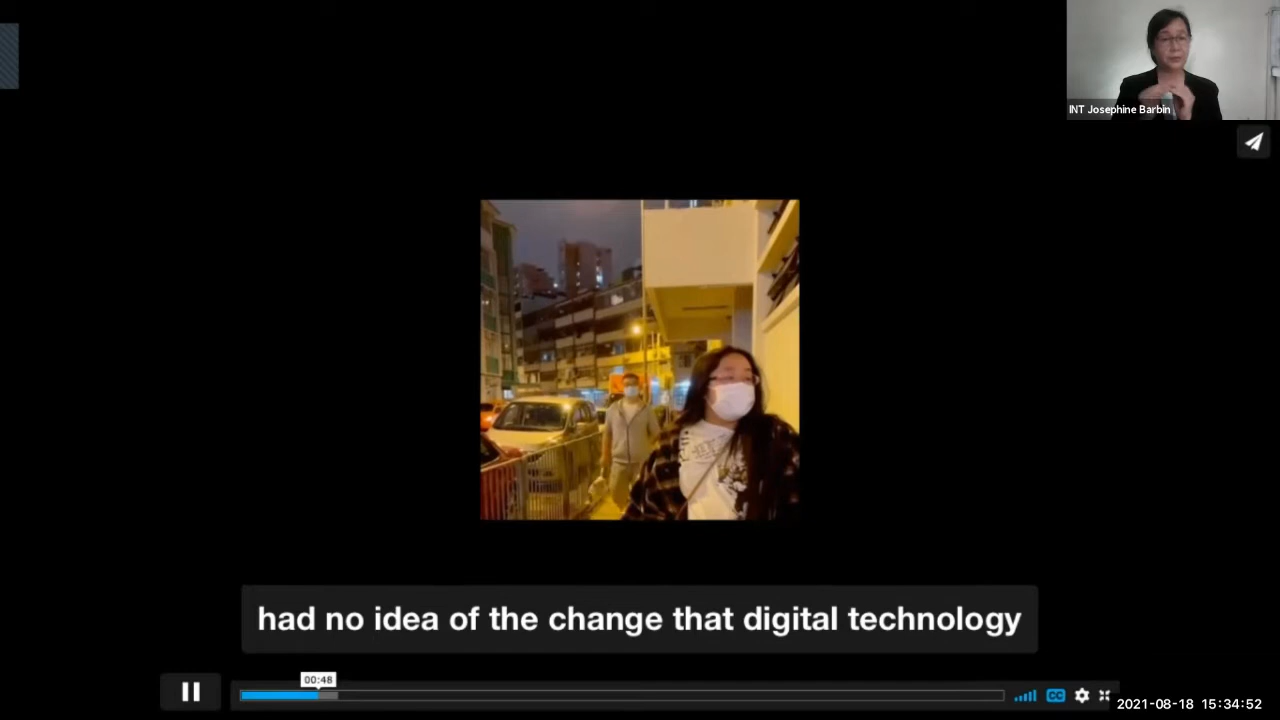 INT Josephine Barbin
had no idea of the change that digital technology
00:48
CC
2021-08-18 15:34:52